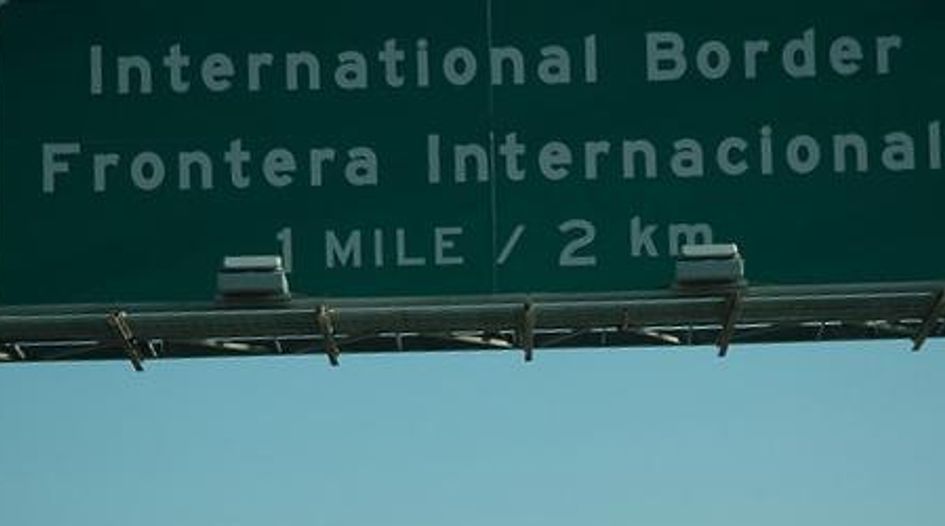 International Border
Frontera Internacional
1 MILE / 2 km